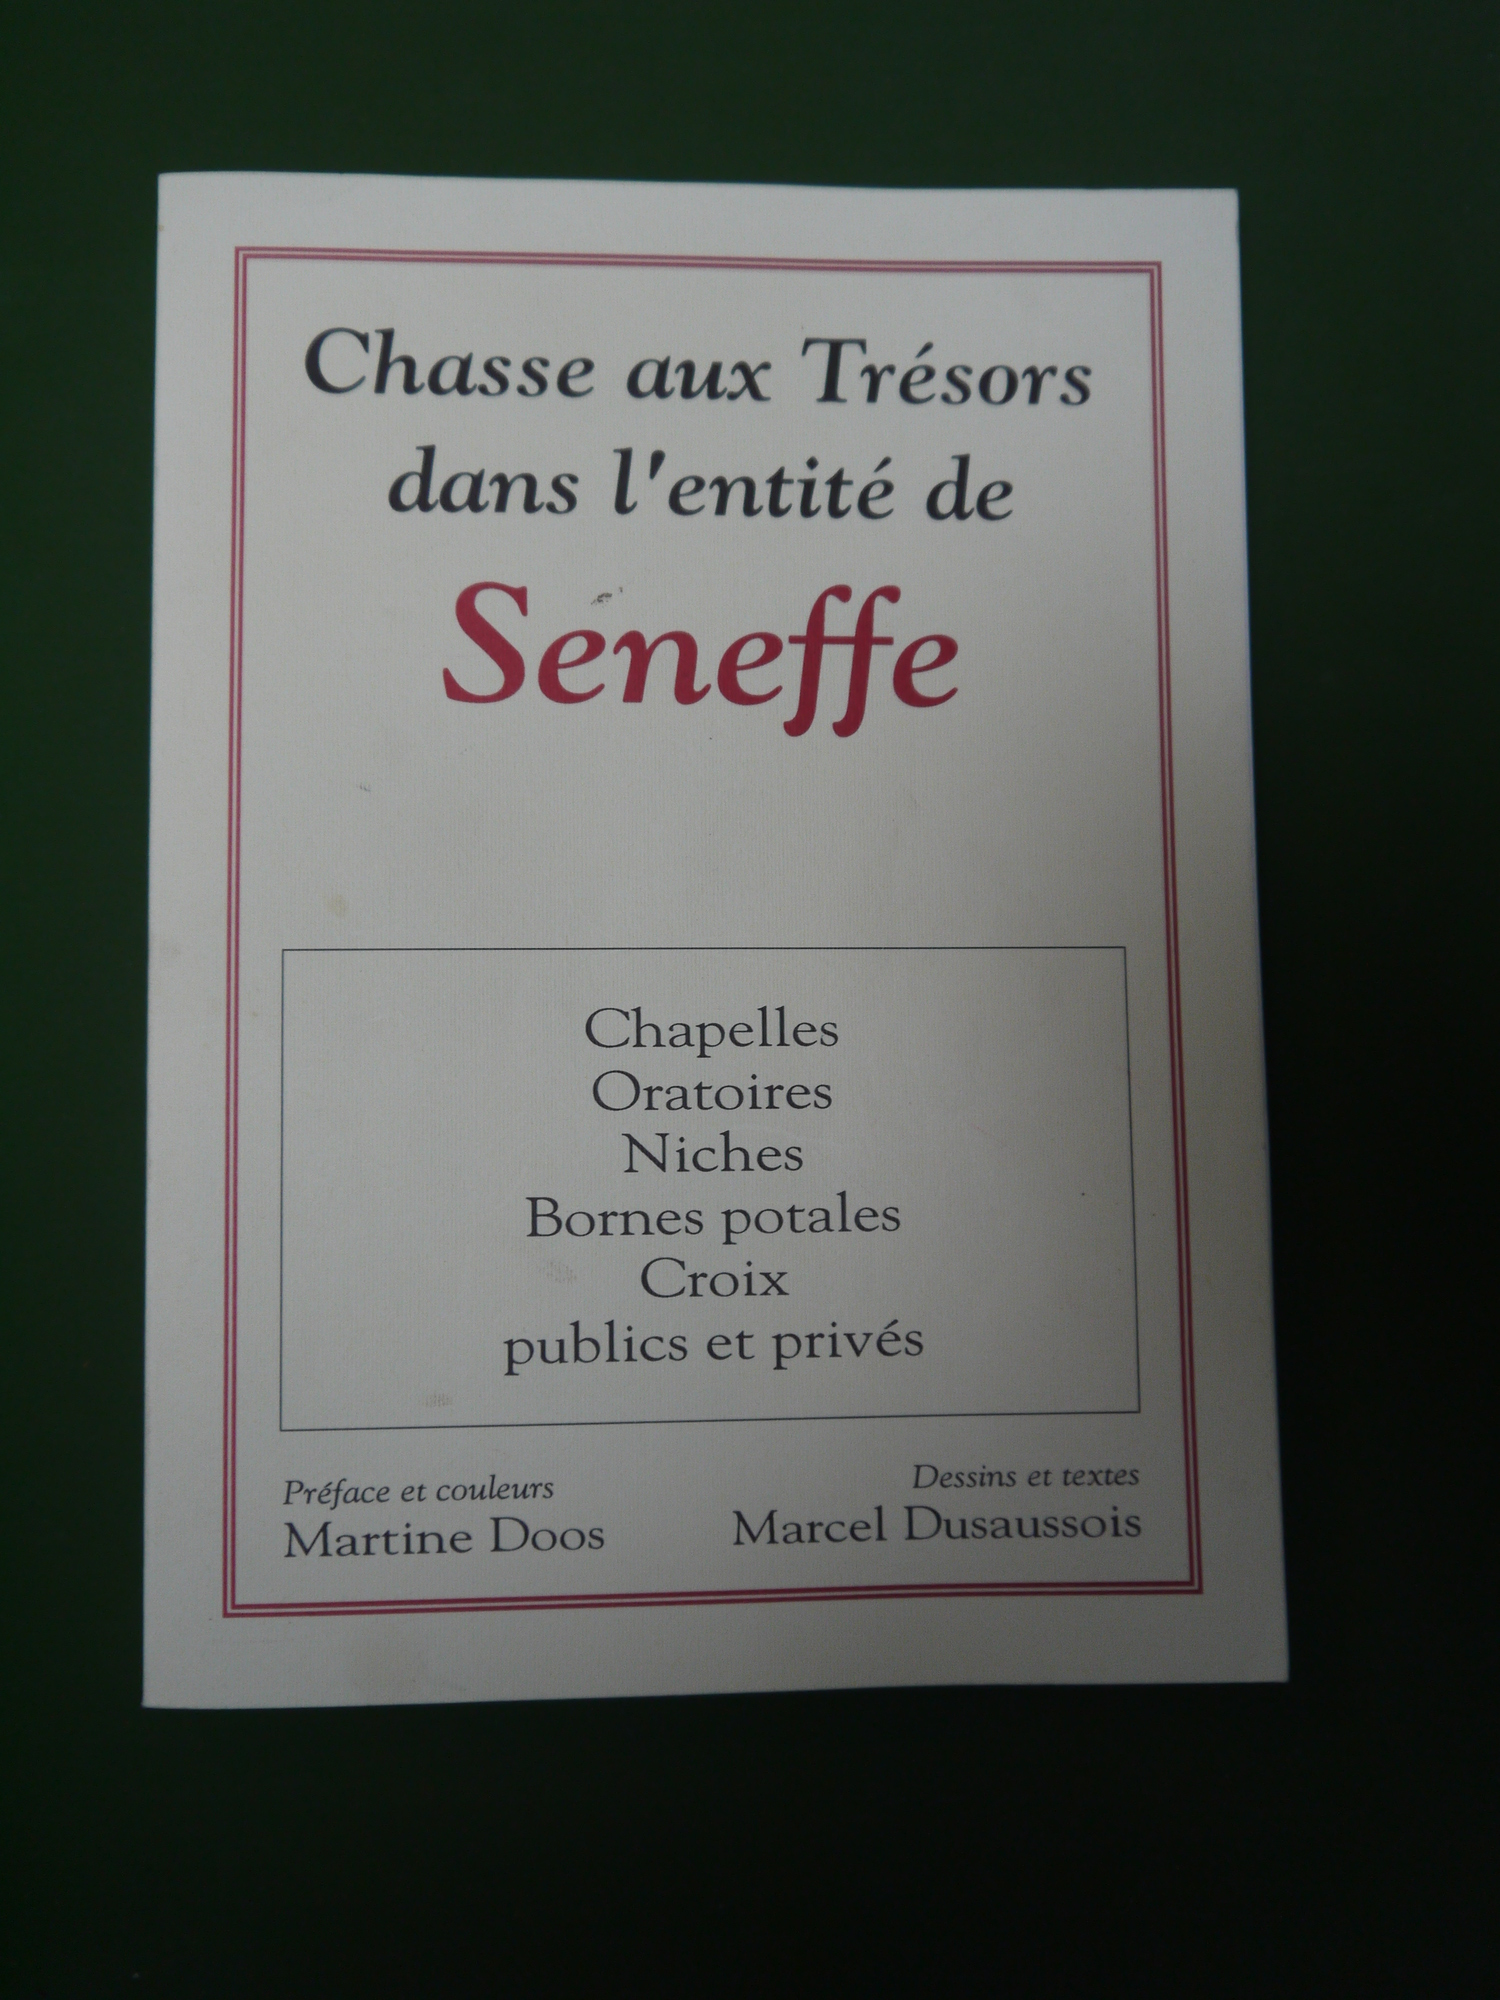 Chasse aux Trésors
dans l'entité de
Seneffe
Chapelles
Oratoires
Niches
Bornes potales
Croix
publics et privés
Préface et couleurs
Martine Doos
Dessins et textes
Marcel Dusaussois